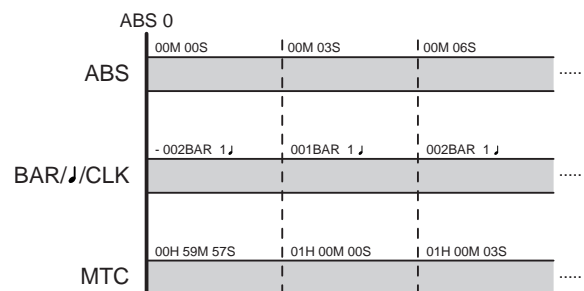 ABS 0
00M 00S 00M 03S 00M 06S
ABS .....
- 002BAR 1♩ 001BAR 1♩ 002BAR 1♩
BAR/♩/CLK .....
00H 59M 57S 01H 00M 00S 01H 00M 03S
MTC .....